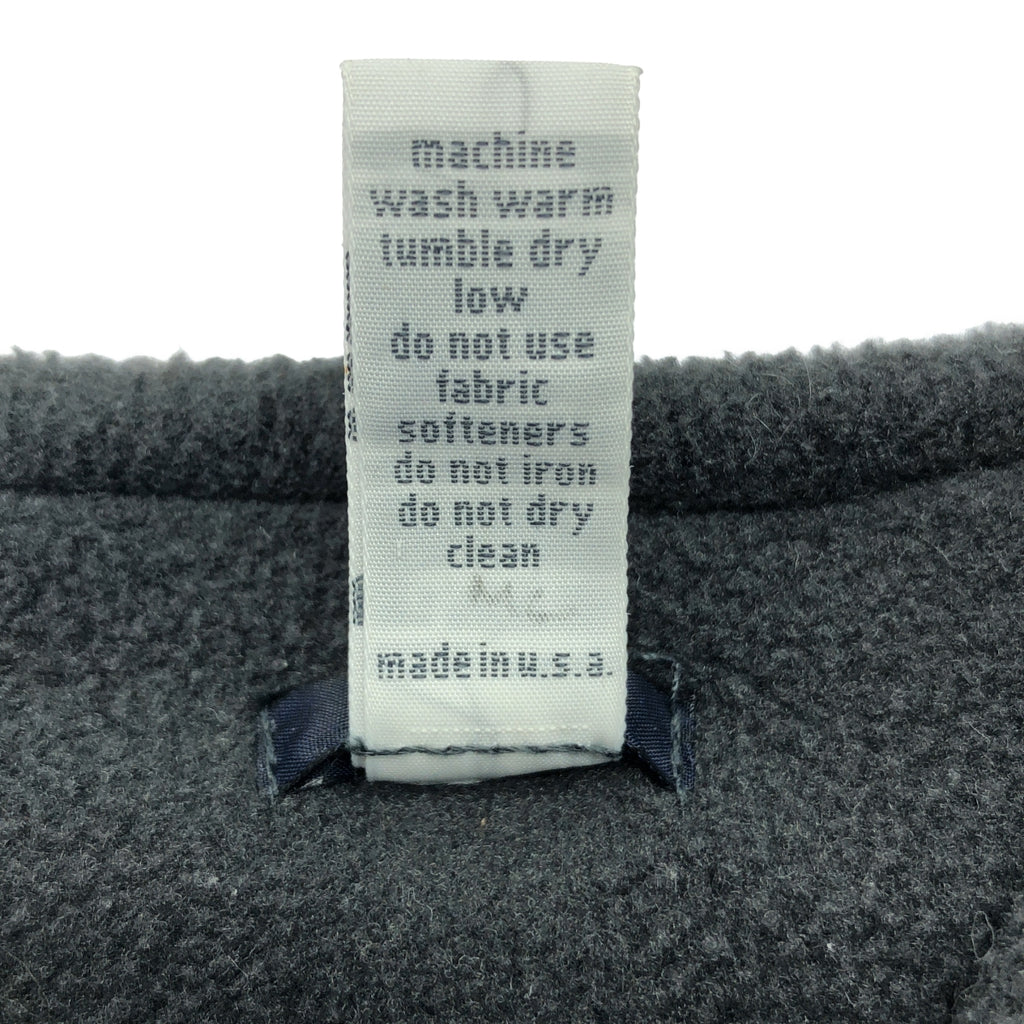 machine
wash warm
tumble dry
low
do not use
fabric
softeners
do not iron
do not dry
clean
made in u.s.a.